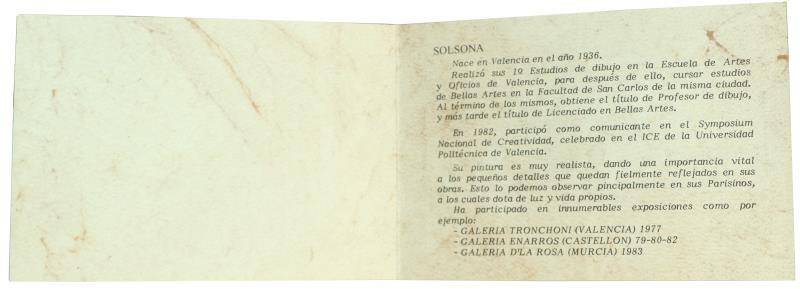 SOLSONA
Nace en Valencia en el año 1936.
Realizó sus 19 Estudios de dibujo en la Escuela de Artes
y Oficios de Valencia, para después de ello, cursar estudios
de Bellas Artes en la Facultad de San Carlos de la misma ciudad.
Al término de los mismos, obtiene el título de Profesor de dibujo,
y más tarde el título de Licenciado en Bellas Artes.
En 1982, participó como comunicante en el Symposium
Nacional de Creatividad, celebrado en el ICE de la Universidad
Politécnica de Valencia.
Su pintura es muy realista, dando una importancia vital
a los pequeños detalles que quedan fielmente reflejados en sus
obras. Esto lo podemos observar pincipalmente en sus Parisinos,
a los cuales dota de luz y vida propios.
Ha participado en innumerables exposiciones como por
ejemplo:
- GALERIA TRONCHONI (VALENCIA) 1977
- GALERIA ENARROS (CASTELLON) 79-80-82
- GALERIA D'LA ROSA (MURCIA) 1983